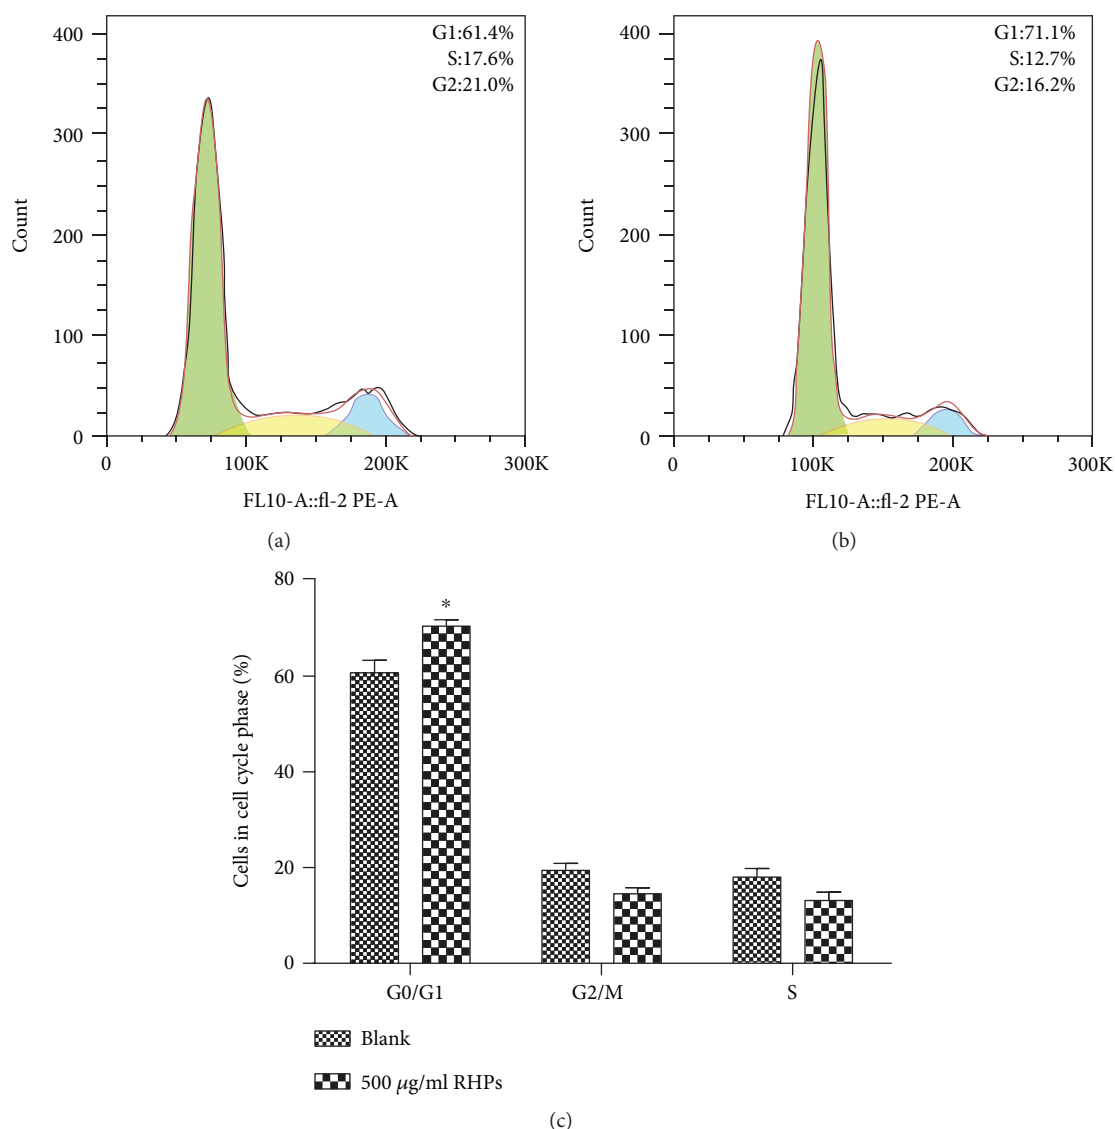 G1:61.4%
S:17.6%
G2:21.0%
400
300
200
100
0
Count
0 100K 200K 300K
FL10-A::fl-2 PE-A
(a)
G1:71.1%
S:12.7%
G2:16.2%
400
300
200
100
0
Count
0 100K 200K 300K
FL10-A::fl-2 PE-A
(b)
80
60
40
20
0
Cells in cell cycle phase (%)
*
G0/G1 G2/M S
Blank
500 μg/ml RHPs
(c)